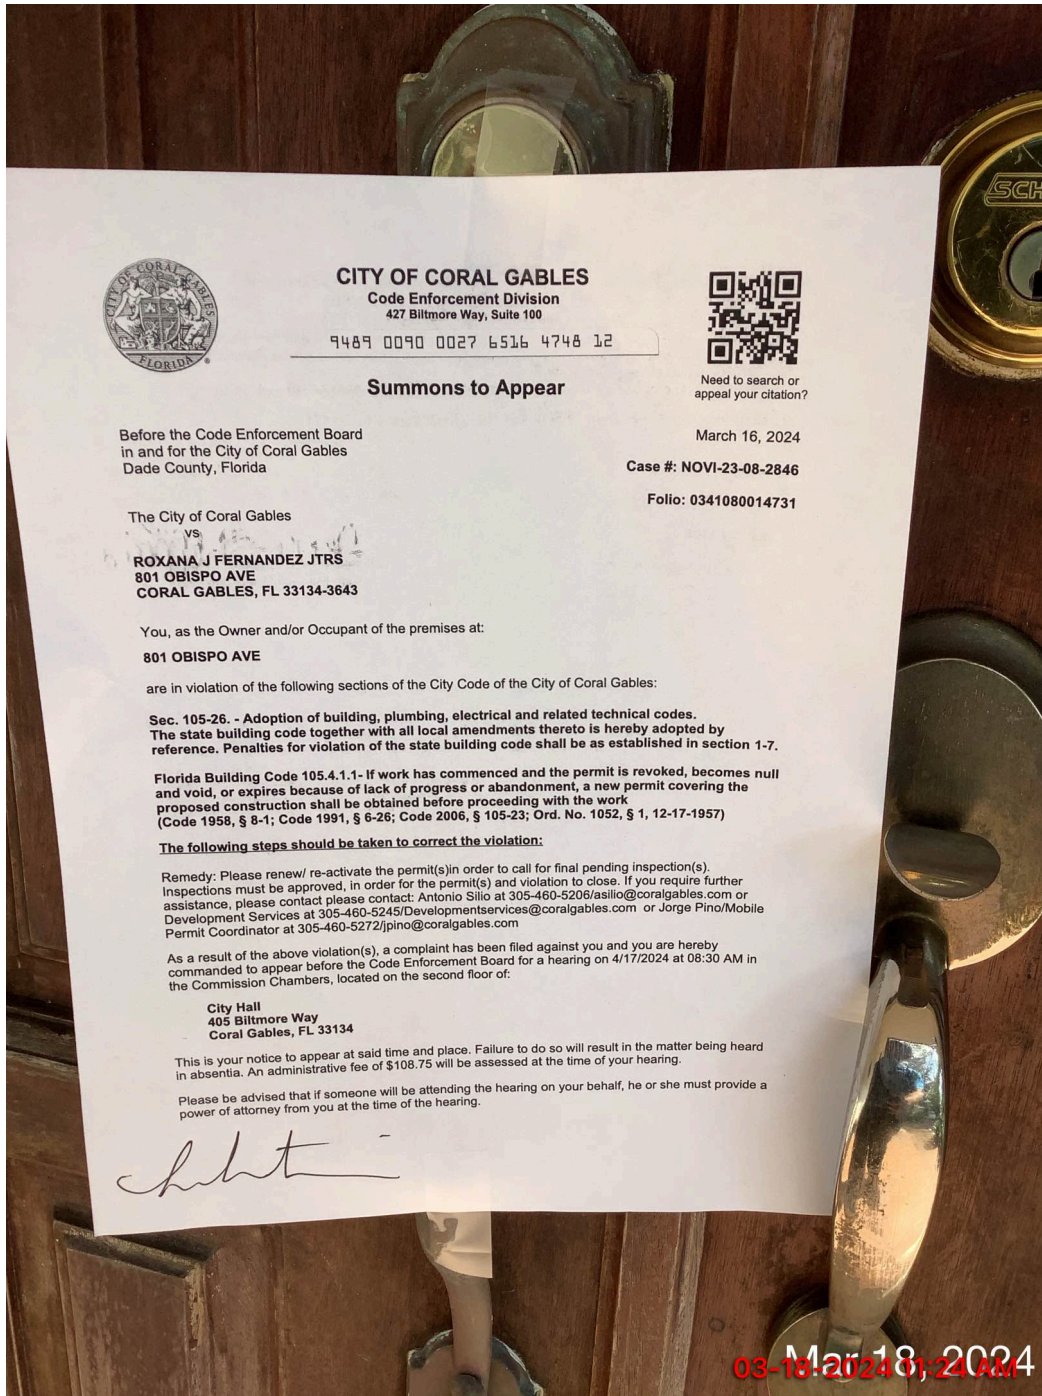 SCH
CITY OF CORAL GABLES
Code Enforcement Division
427 Biltmore Way, Suite 100
9489 0090 0027 6516 4748 12
Summons to Appear
CITY OF CORAL GABLES
FLORIDA
Need to search or
appeal your citation?
Before the Code Enforcement Board
in and for the City of Coral Gables
Dade County, Florida
March 16, 2024
Case #: NOVI-23-08-2846
Folio: 0341080014731
The City of Coral Gables
vs
ROXANA J FERNANDEZ JTRS
801 OBISPO AVE
CORAL GABLES, FL 33134-3643
You, as the Owner and/or Occupant of the premises at:
801 OBISPO AVE
are in violation of the following sections of the City Code of the City of Coral Gables:
Sec. 105-26. - Adoption of building, plumbing, electrical and related technical codes.
The state building code together with all local amendments thereto is hereby adopted by
reference. Penalties for violation of the state building code shall be as established in section 1-7.
Florida Building Code 105.4.1.1- If work has commenced and the permit is revoked, becomes null
and void, or expires because of lack of progress or abandonment, a new permit covering the
proposed construction shall be obtained before proceeding with the work
(Code 1958, § 8-1; Code 1991, § 6-26; Code 2006, § 105-23; Ord. No. 1052, § 1, 12-17-1957)
The following steps should be taken to correct the violation:
Remedy: Please renew/ re-activate the permit(s)in order to call for final pending inspection(s).
Inspections must be approved, in order for the permit(s) and violation to close. If you require further
assistance, please contact please contact: Antonio Silio at 305-460-5206/asilio@coralgables.com or
Development Services at 305-460-5245/Developmentservices@coralgables.com or Jorge Pino/Mobile
Permit Coordinator at 305-460-5272/jpino@coralgables.com
As a result of the above violation(s), a complaint has been filed against you and you are hereby
commanded to appear before the Code Enforcement Board for a hearing on 4/17/2024 at 08:30 AM in
the Commission Chambers, located on the second floor of:
City Hall
405 Biltmore Way
Coral Gables, FL 33134
This is your notice to appear at said time and place. Failure to do so will result in the matter being heard
in absentia. An administrative fee of $108.75 will be assessed at the time of your hearing.
Please be advised that if someone will be attending the hearing on your behalf, he or she must provide a
power of attorney from you at the time of the hearing.
Mar 18, 2024
03-18-2024 11:24 AM